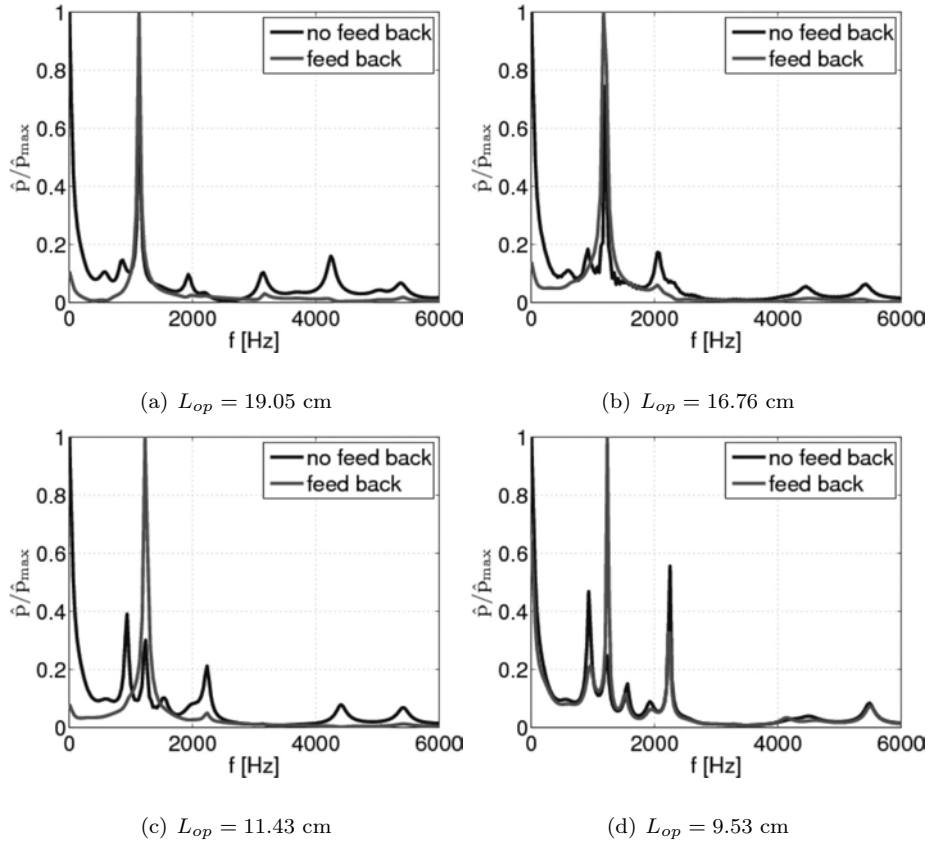 1
0.8
0.6
0.4
0.2
0
p̂/p̂max
no feed back
feed back
0 2000 4000 6000
f [Hz]
(a) Lop = 19.05 cm
1
0.8
0.6
0.4
0.2
0
p̂/p̂max
no feed back
feed back
0 2000 4000 6000
f [Hz]
(b) Lop = 16.76 cm
1
0.8
0.6
0.4
0.2
0
p̂/p̂max
no feed back
feed back
0 2000 4000 6000
f [Hz]
(c) Lop = 11.43 cm
1
0.8
0.6
0.4
0.2
0
p̂/p̂max
no feed back
feed back
0 2000 4000 6000
f [Hz]
(d) Lop = 9.53 cm